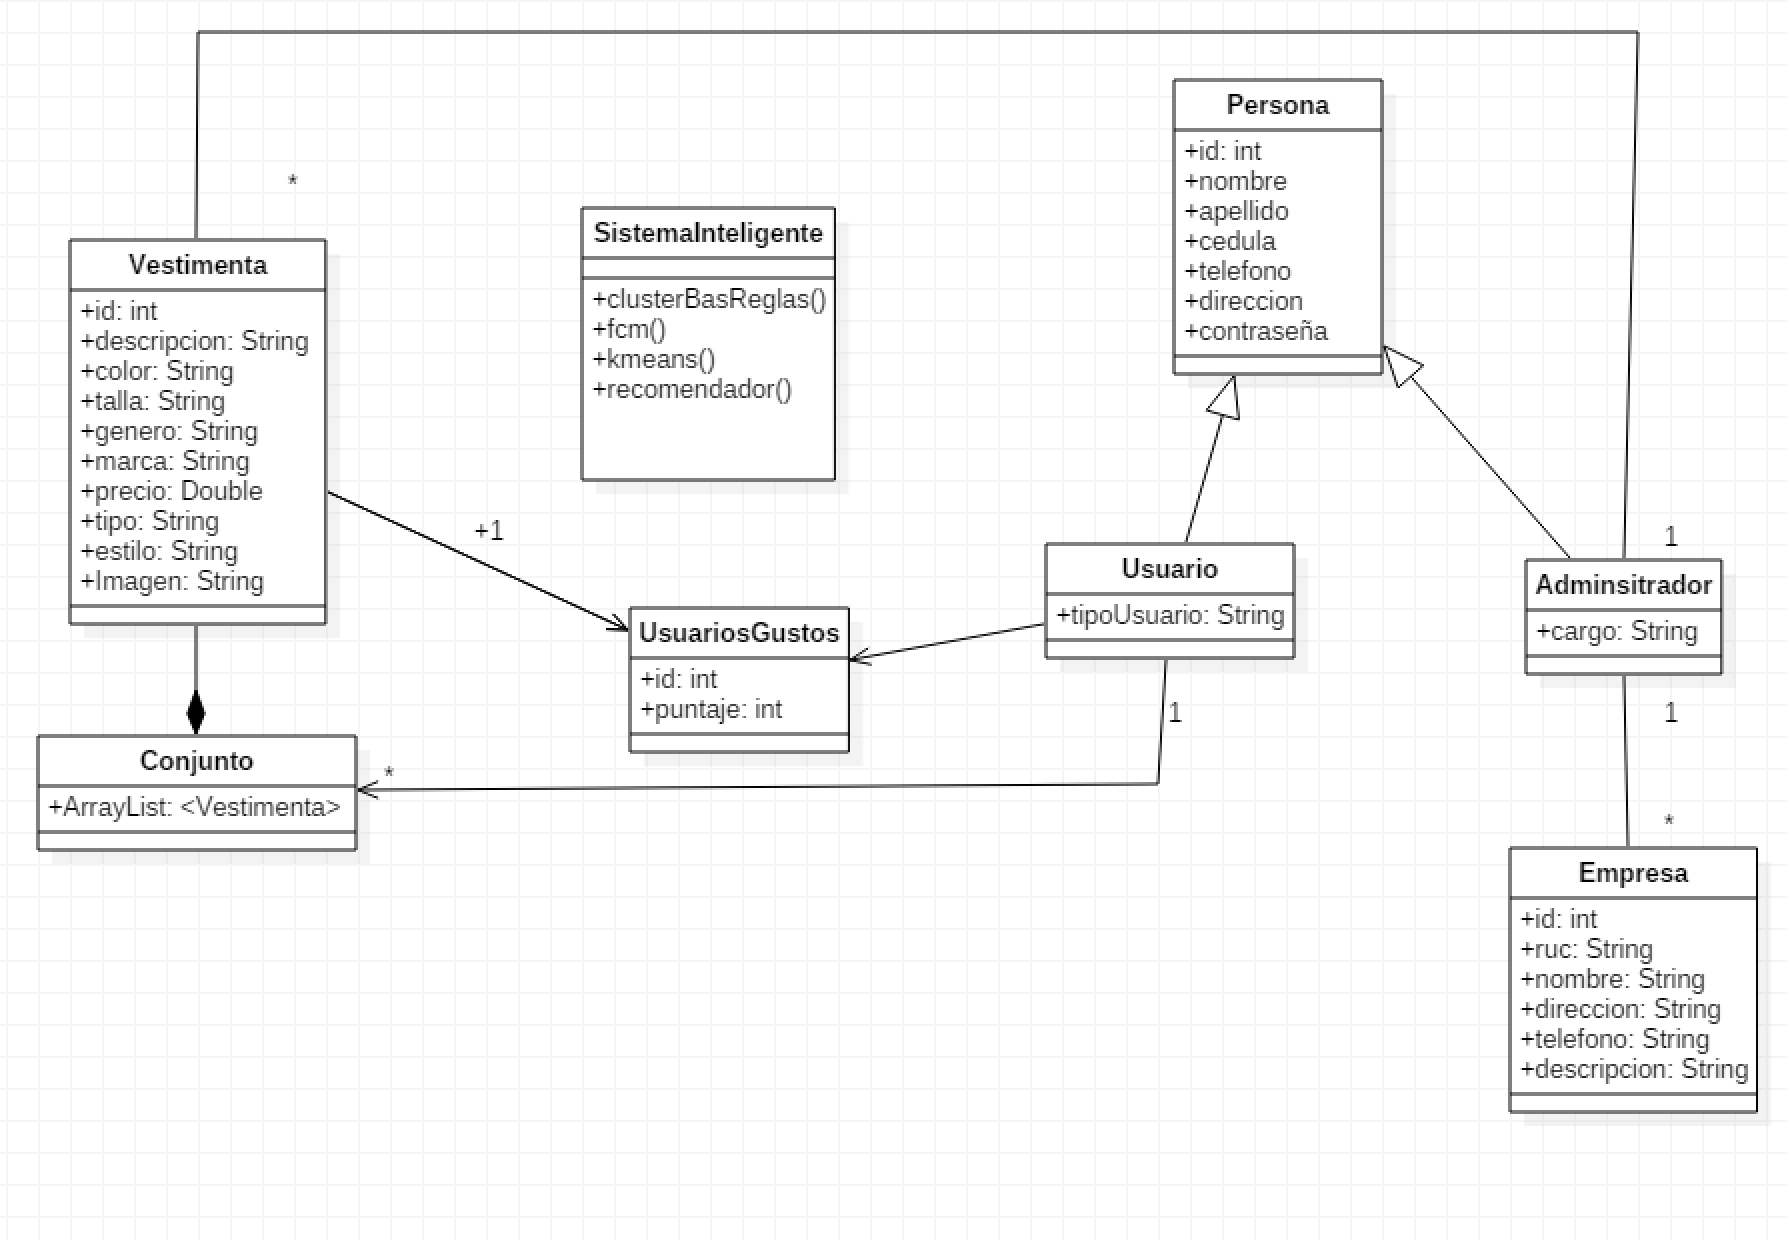 *
Persona
+id: int
+nombre
+apellido
+cedula
+telefono
+direccion
+contraseña
SistemaInteligente
+clusterBasReglas()
+fcm()
+kmeans()
+recomendador()
Vestimenta
+id: int
+descripcion: String
+color: String
+talla: String
+genero: String
+marca: String
+precio: Double
+tipo: String
+estilo: String
+Imagen: String
+1
1
Usuario
+tipoUsuario: String
Adminsitrador
+cargo: String
UsuariosGustos
+id: int
+puntaje: int
1
1
Conjunto
+ArrayList: <Vestimenta>
*
*
Empresa
+id: int
+ruc: String
+nombre: String
+direccion: String
+telefono: String
+descripcion: String